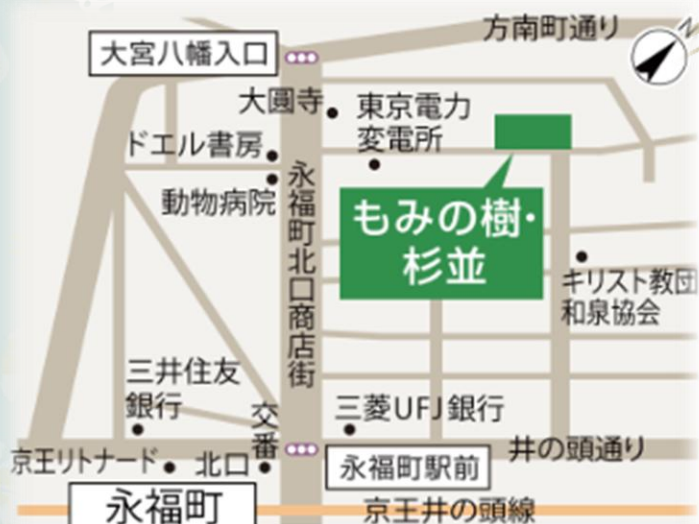 方南町通り
N
大宮八幡入口
大圓寺
東京電力
変電所
ドエル書房
動物病院
永福町北口商店街
もみの樹・
杉並
キリスト教団
和泉協会
三井住友
銀行
交番
三菱UFJ銀行
京王リトナード
北口
永福町駅前
井の頭通り
永福町
京王井の頭線